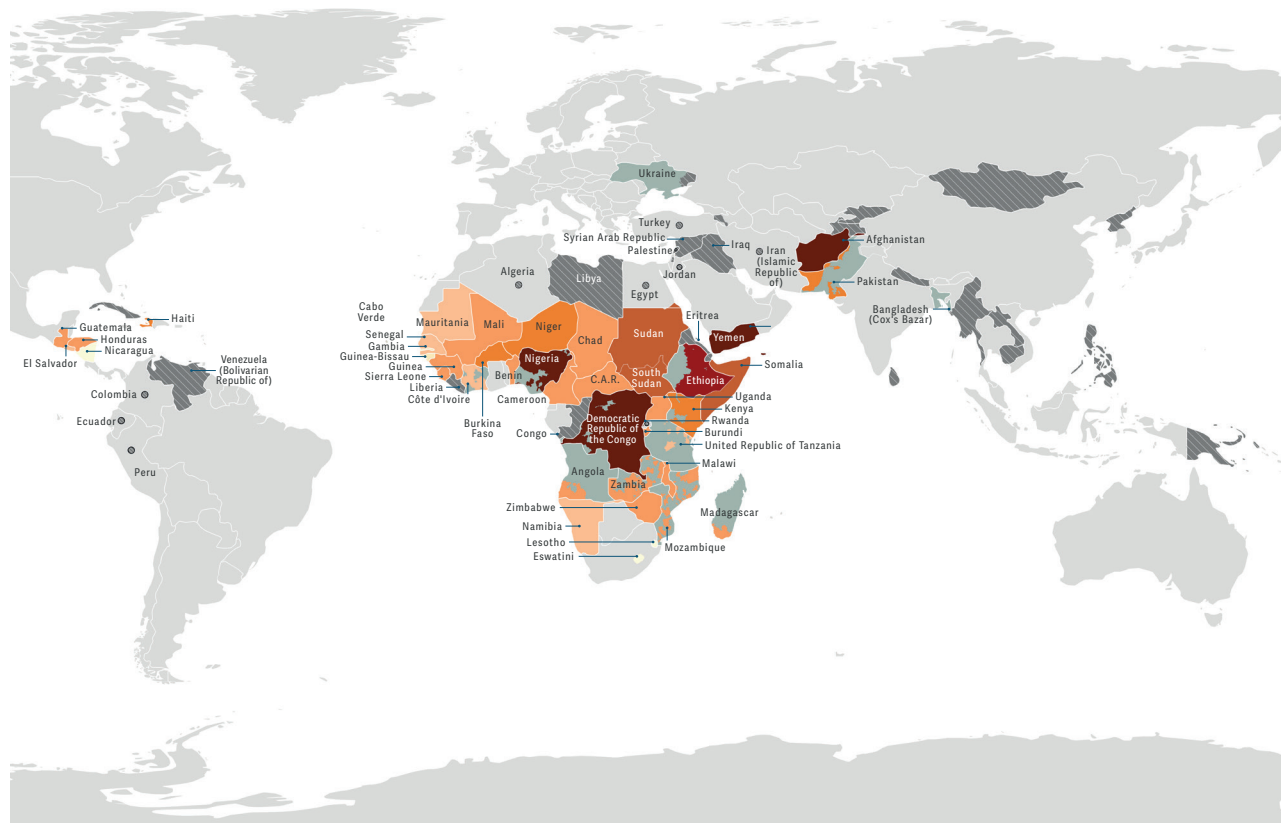 Ukraine
Turkey
Syrian Arab Republic
Palestine
Iraq
Iran
(Islamic
Republic
of)
Jordan
Afghanistan
Pakistan
Bangladesh
(Cox's Bazar)
Algeria
Libya
Egypt
Haiti
Guatemala
Honduras
Nicaragua
El Salvador
Venezuela
(Bolivarian
Republic of)
Colombia
Ecuador
Peru
Cabo
Verde
Mauritania
Mali
Niger
Chad
Sudan
Eritrea
Yemen
Senegal
Gambia
Guinea-Bissau
Guinea
Sierra Leone
Liberia
Côte d'Ivoire
Burkina
Faso
Benin
Nigeria
Cameroon
C.A.R.
South
Sudan
Ethiopia
Somalia
Uganda
Kenya
Rwanda
Burundi
United Republic of Tanzania
Democratic
Republic of
the Congo
Congo
Angola
Zambia
Malawi
Zimbabwe
Namibia
Lesotho
Eswatini
Mozambique
Madagascar